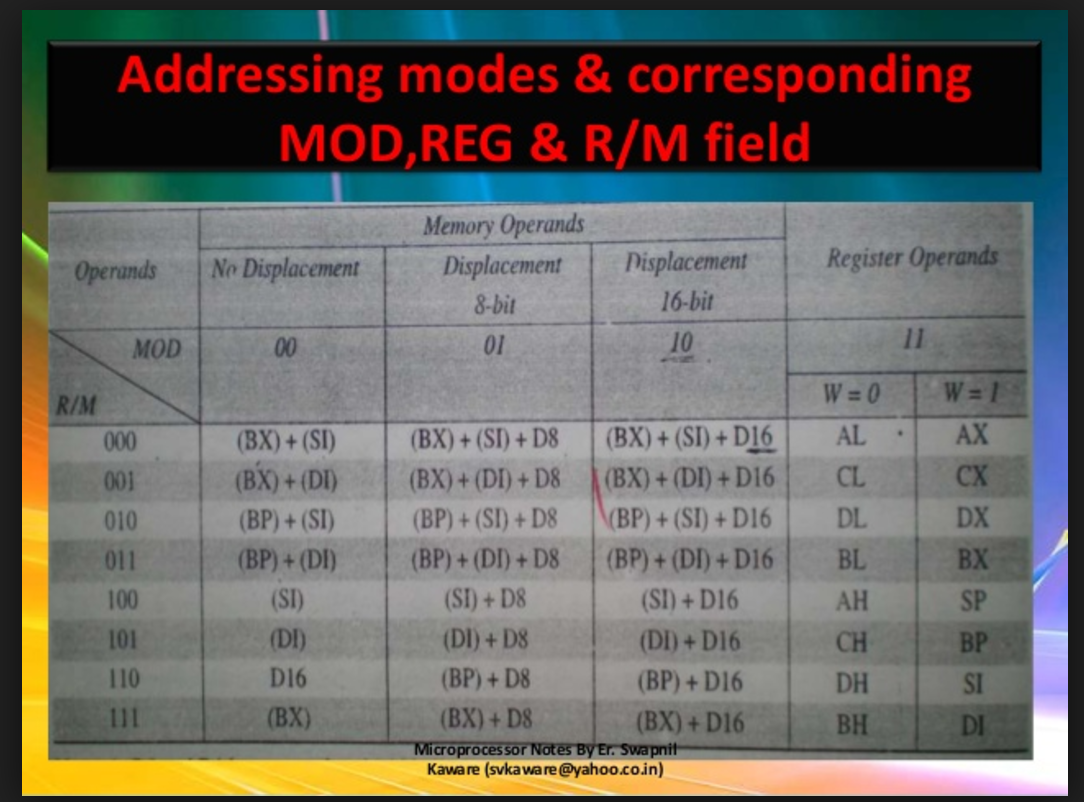 Addressing modes & corresponding
MOD,REG & R/M field
Memory Operands
Operands No Displacement Displacement Displacement Register Operands
8-bit 16-bit
MOD 00 01 10 11
R/M W = 0 W = 1
000 (BX) + (SI) (BX) + (SI) + D8 (BX) + (SI) + D16 AL AX
001 (BX) + (DI) (BX) + (DI) + D8 (BX) + (DI) + D16 CL CX
010 (BP) + (SI) (BP) + (SI) + D8 (BP) + (SI) + D16 DL DX
011 (BP) + (DI) (BP) + (DI) + D8 (BP) + (DI) + D16 BL BX
100 (SI) (SI) + D8 (SI) + D16 AH SP
101 (DI) (DI) + D8 (DI) + D16 CH BP
110 D16 (BP) + D8 (BP) + D16 DH SI
111 (BX) (BX) + D8 (BX) + D16 BH DI
Microprocessor Notes By Er. Swapnil
Kaware (svkaware@yahoo.co.in)